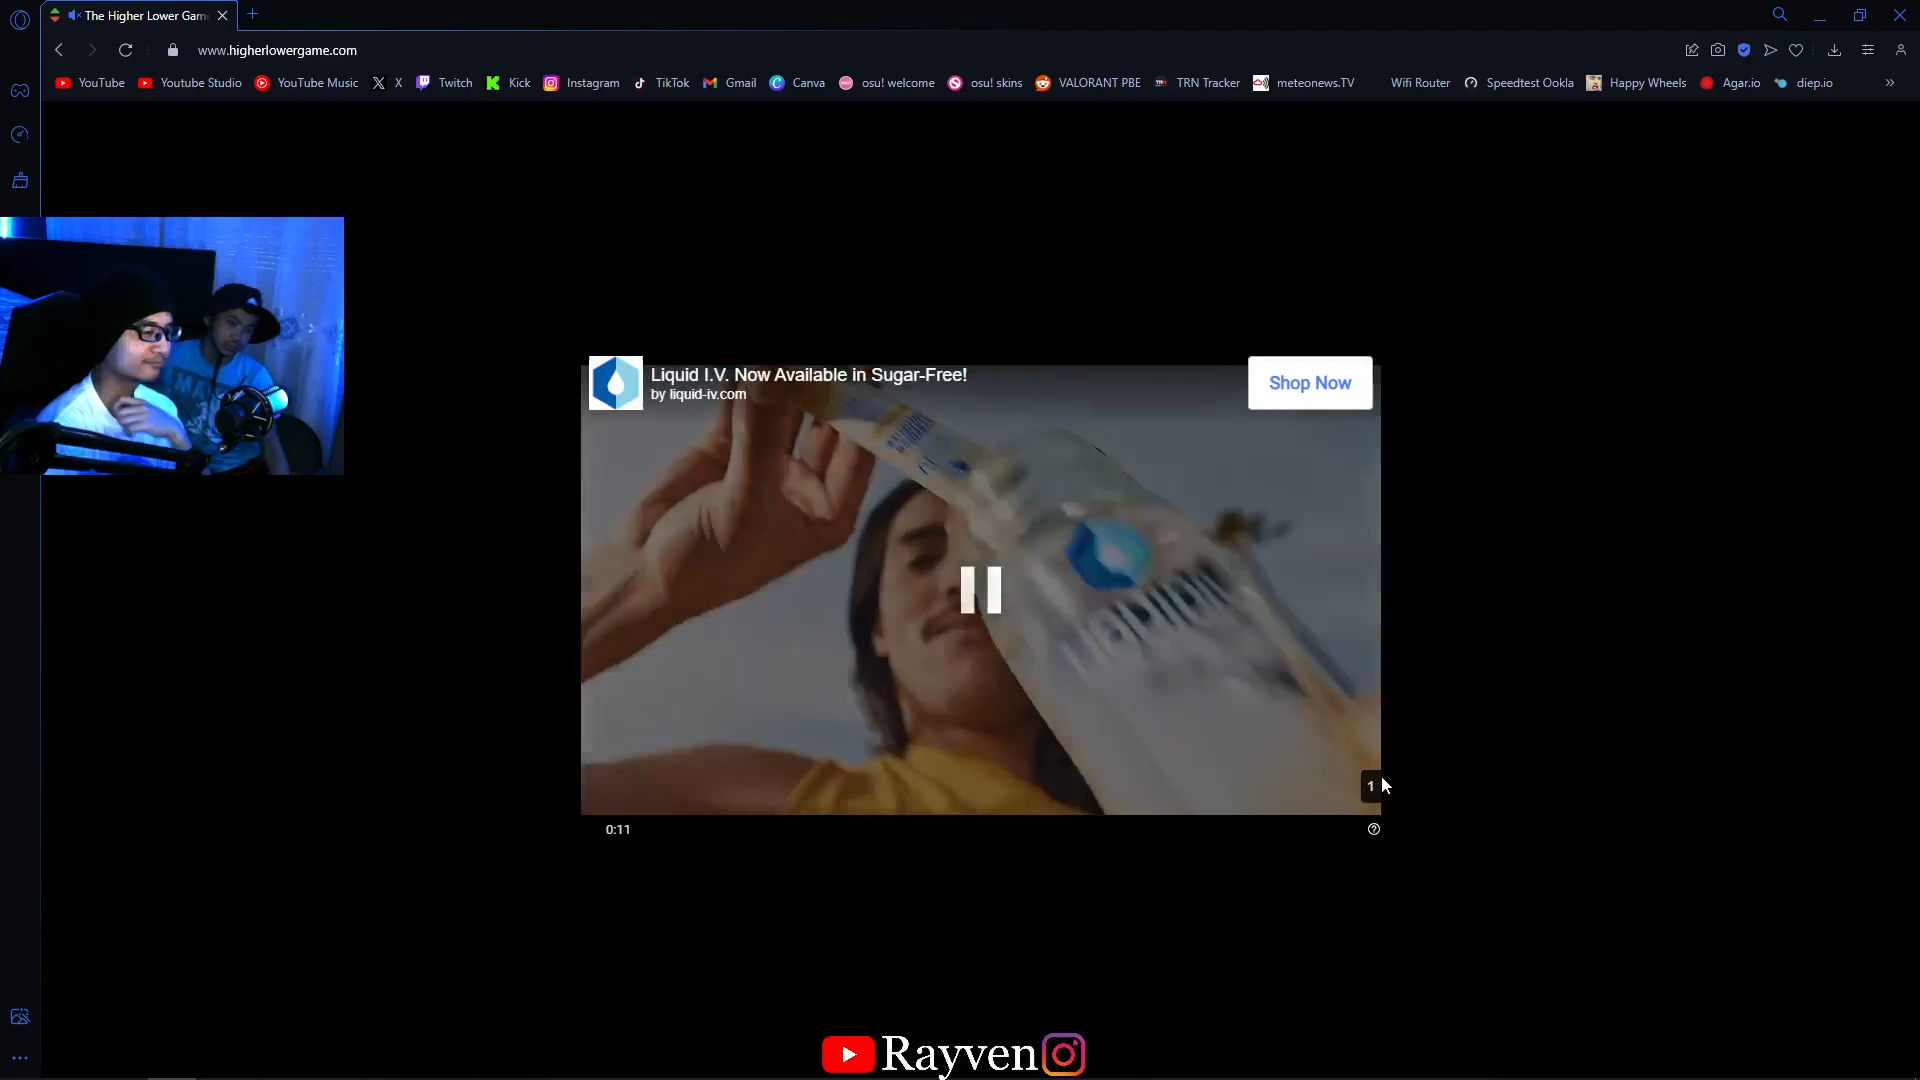 The Higher Lower Gam
www.higherlowergame.com
YouTube Youtube Studio YouTube Music X Twitch Kick Instagram TikTok Gmail Canva osu! welcome osu! skins VALORANT PBE TRN Tracker meteonews.TV Wifi Router Speedtest Ookla Happy Wheels Agar.io diep.io
Liquid I.V. Now Available in Sugar-Free!
by liquid-iv.com
Shop Now
1
0:11
Rayven